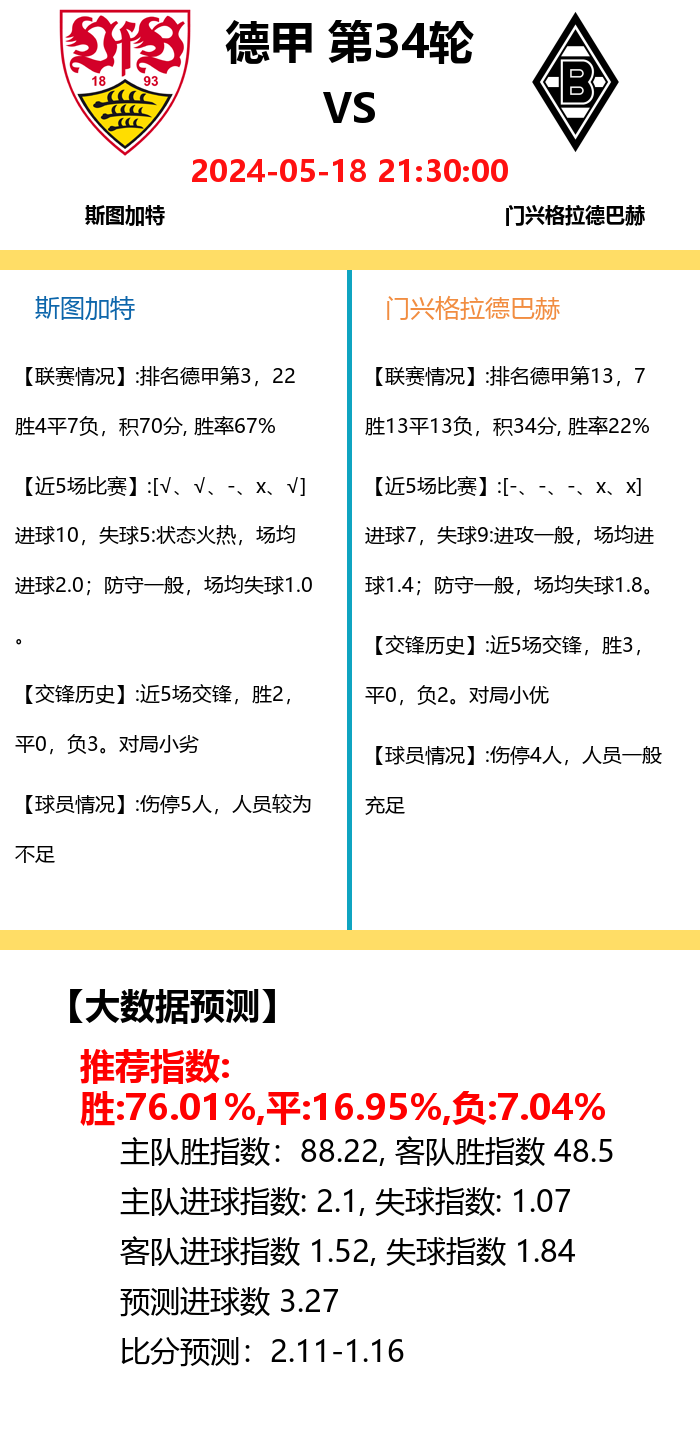 德甲 第34轮
VS
18 93
B
2024-05-18 21:30:00
斯图加特
门兴格拉德巴赫
斯图加特
【联赛情况】:排名德甲第3，22
胜4平7负，积70分, 胜率67%
【近5场比赛】:[√、√、-、x、√]
进球10，失球5:状态火热，场均
进球2.0；防守一般，场均失球1.0
。
【交锋历史】:近5场交锋，胜2，
平0，负3。对局小劣
【球员情况】:伤停5人，人员较为
不足
门兴格拉德巴赫
【联赛情况】:排名德甲第13，7
胜13平13负，积34分, 胜率22%
【近5场比赛】:[-、-、-、x、x]
进球7，失球9:进攻一般，场均进
球1.4；防守一般，场均失球1.8。
【交锋历史】:近5场交锋，胜3，
平0，负2。对局小优
【球员情况】:伤停4人，人员一般
充足
【大数据预测】
推荐指数:
胜:76.01%,平:16.95%,负:7.04%
主队胜指数：88.22, 客队胜指数 48.5
主队进球指数: 2.1, 失球指数: 1.07
客队进球指数 1.52, 失球指数 1.84
预测进球数 3.27
比分预测：2.11-1.16